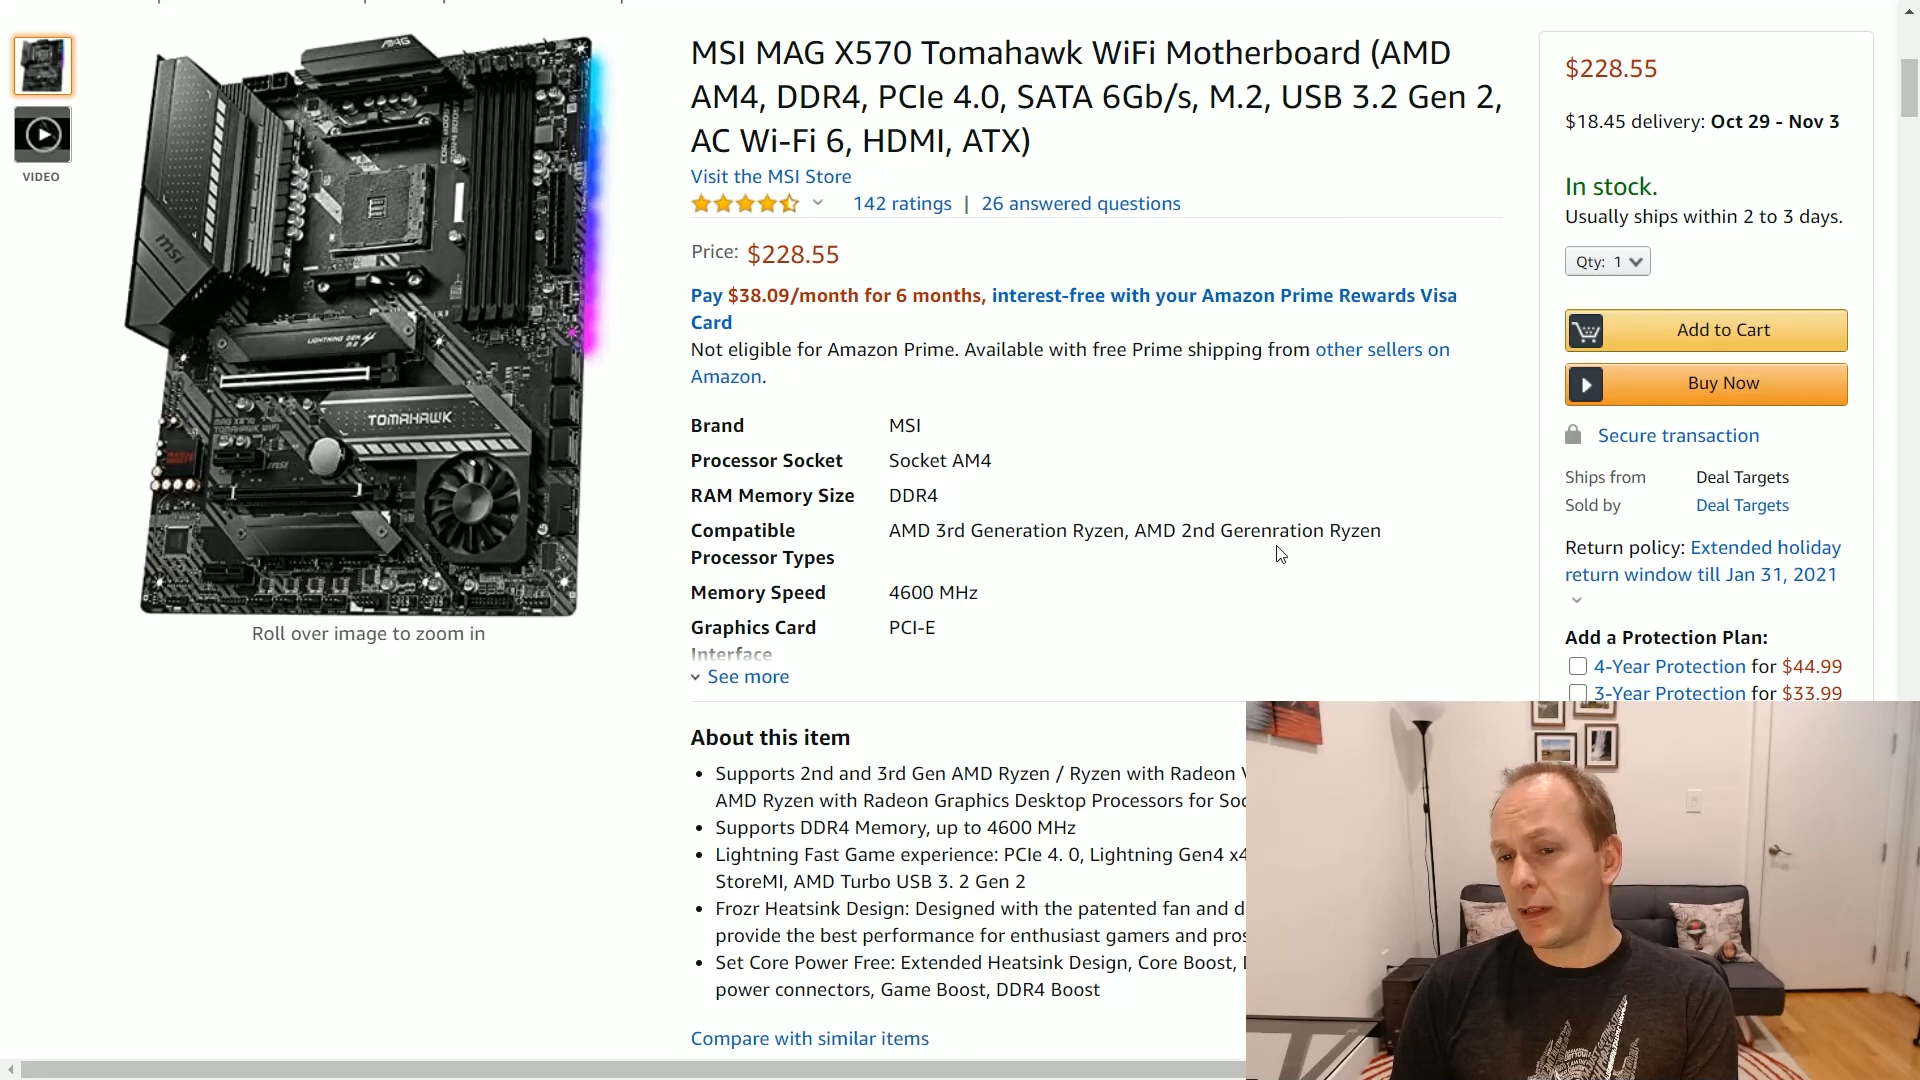 MSI MAG X570 Tomahawk WiFi Motherboard (AMD
AM4, DDR4, PCIe 4.0, SATA 6Gb/s, M.2, USB 3.2 Gen 2,
AC Wi-Fi 6, HDMI, ATX)
Visit the MSI Store
142 ratings | 26 answered questions
Price: $228.55
Pay $38.09/month for 6 months, interest-free with your Amazon Prime Rewards Visa
Card
Not eligible for Amazon Prime. Available with free Prime shipping from other sellers on
Amazon.
Brand MSI
Processor Socket Socket AM4
RAM Memory Size DDR4
Compatible AMD 3rd Generation Ryzen, AMD 2nd Gerenration Ryzen
Processor Types
Memory Speed 4600 MHz
Graphics Card PCI-E
Interface
See more
About this item
Supports 2nd and 3rd Gen AMD Ryzen / Ryzen with Radeon
AMD Ryzen with Radeon Graphics Desktop Processors for
Supports DDR4 Memory, up to 4600 MHz
Lightning Fast Game experience: PCIe 4. 0, Lightning Gen4 x4
StoreMI, AMD Turbo USB 3. 2 Gen 2
Frozr Heatsink Design: Designed with the patented fan and
provide the best performance for enthusiast gamers and
Set Core Power Free: Extended Heatsink Design, Core Boost,
power connectors, Game Boost, DDR4 Boost
Compare with similar items
VIDEO
MAG
msi
LIGHTNING GEN 4
M.2
TOMAHAWK
MAG X570
TOMAHAWK WIFI
msi
Roll over image to zoom in
$228.55
$18.45 delivery: Oct 29 - Nov 3
In stock.
Usually ships within 2 to 3 days.
Qty: 1
Add to Cart
Buy Now
Secure transaction
Ships from Deal Targets
Sold by Deal Targets
Return policy: Extended holiday
return window till Jan 31, 2021
Add a Protection Plan:
4-Year Protection for $44.99
3-Year Protection for $33.99